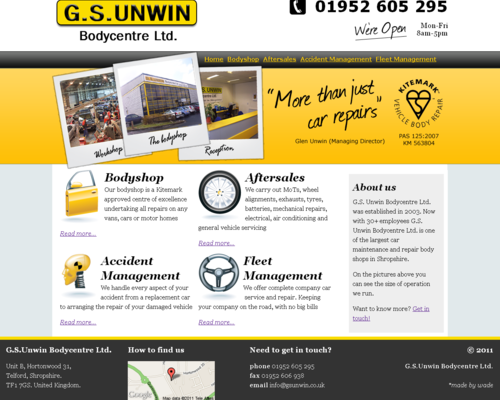 G.S.UNWIN
Bodycentre Ltd.
01952 605 295
We're Open
Mon-Fri
8am-5pm
Home Bodyshop Aftersales Accident Management Fleet Management
Workshop
The bodyshop
Reception
"More than just
car repairs"
Glen Unwin (Managing Director)
KITEMARK
VEHICLE BODY REPAIR
PAS 125:2007
KM 563804
Bodyshop
Our bodyshop is a Kitemark
approved centre of excellence
undertaking all repairs on any
vans, cars or motor homes
Read more...
Aftersales
We carry out MoTs, wheel
alignments, exhausts, tyres,
batteries, mechanical repairs,
electrical, air conditioning and
general vehicle servicing
Read more...
Accident
Management
We handle every aspect of your
accident from a replacement car
to arranging the repair of your damaged vehicle
Read more...
Fleet
Management
We offer complete company car
service and repair. Keeping
your company on the road, with no big bills
Read more...
About us
G.S. Unwin Bodycentre Ltd.
was established in 2003. Now
with 30+ employees G.S.
Unwin Bodycentre Ltd. is one
of the largest car
maintenance and repair body
shops in Shropshire.
On the pictures above you
can see the size of operation
we run.
Want to know more? Get in
touch!
G.S.Unwin Bodycentre Ltd.
Unit B, Hortonwood 31,
Telford, Shropshire.
TF1 7GS. United Kingdom.
How to find us
Need to get in touch?
phone 01952 605 295
fax 01952 606 938
email info@gsunwin.co.uk
© 2011
G.S.Unwin Bodycentre Ltd.
*made by wade